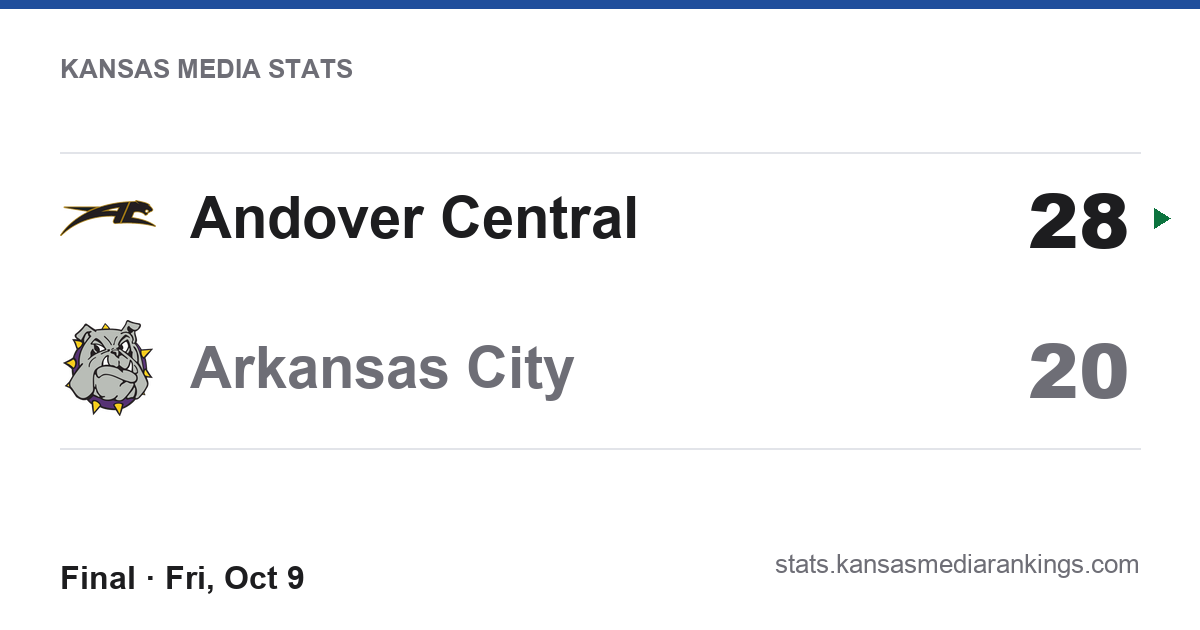 KANSAS MEDIA STATS
Andover Central 28
Arkansas City 20
Final · Fri, Oct 9
stats.kansasmediarankings.com